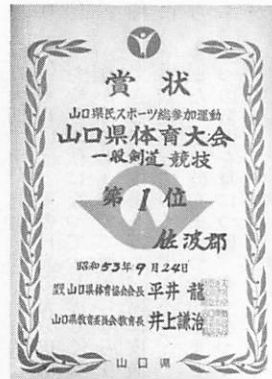 賞状
山口県民スポーツ総参加運動
山口県体育大会
一般剣道 競技
第1位
佐波郡
昭和53年9月24日
山口県体育協会会長 平井 龍
山口県教育委員会教育長 井上謙治
山口県